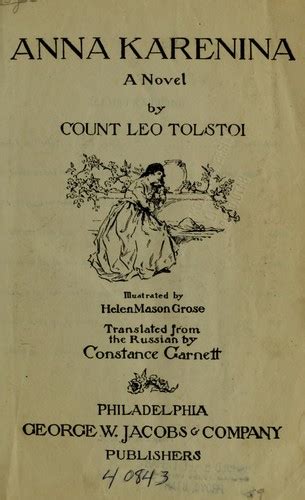 ANNA KARENINA
A Novel
by
COUNT LEO TOLSTOI
Illustrated by
Helen Mason Grose
Translated from
the Russian by
Constance Garnett
PHILADELPHIA
GEORGE W. JACOBS & COMPANY
PUBLISHERS
40843